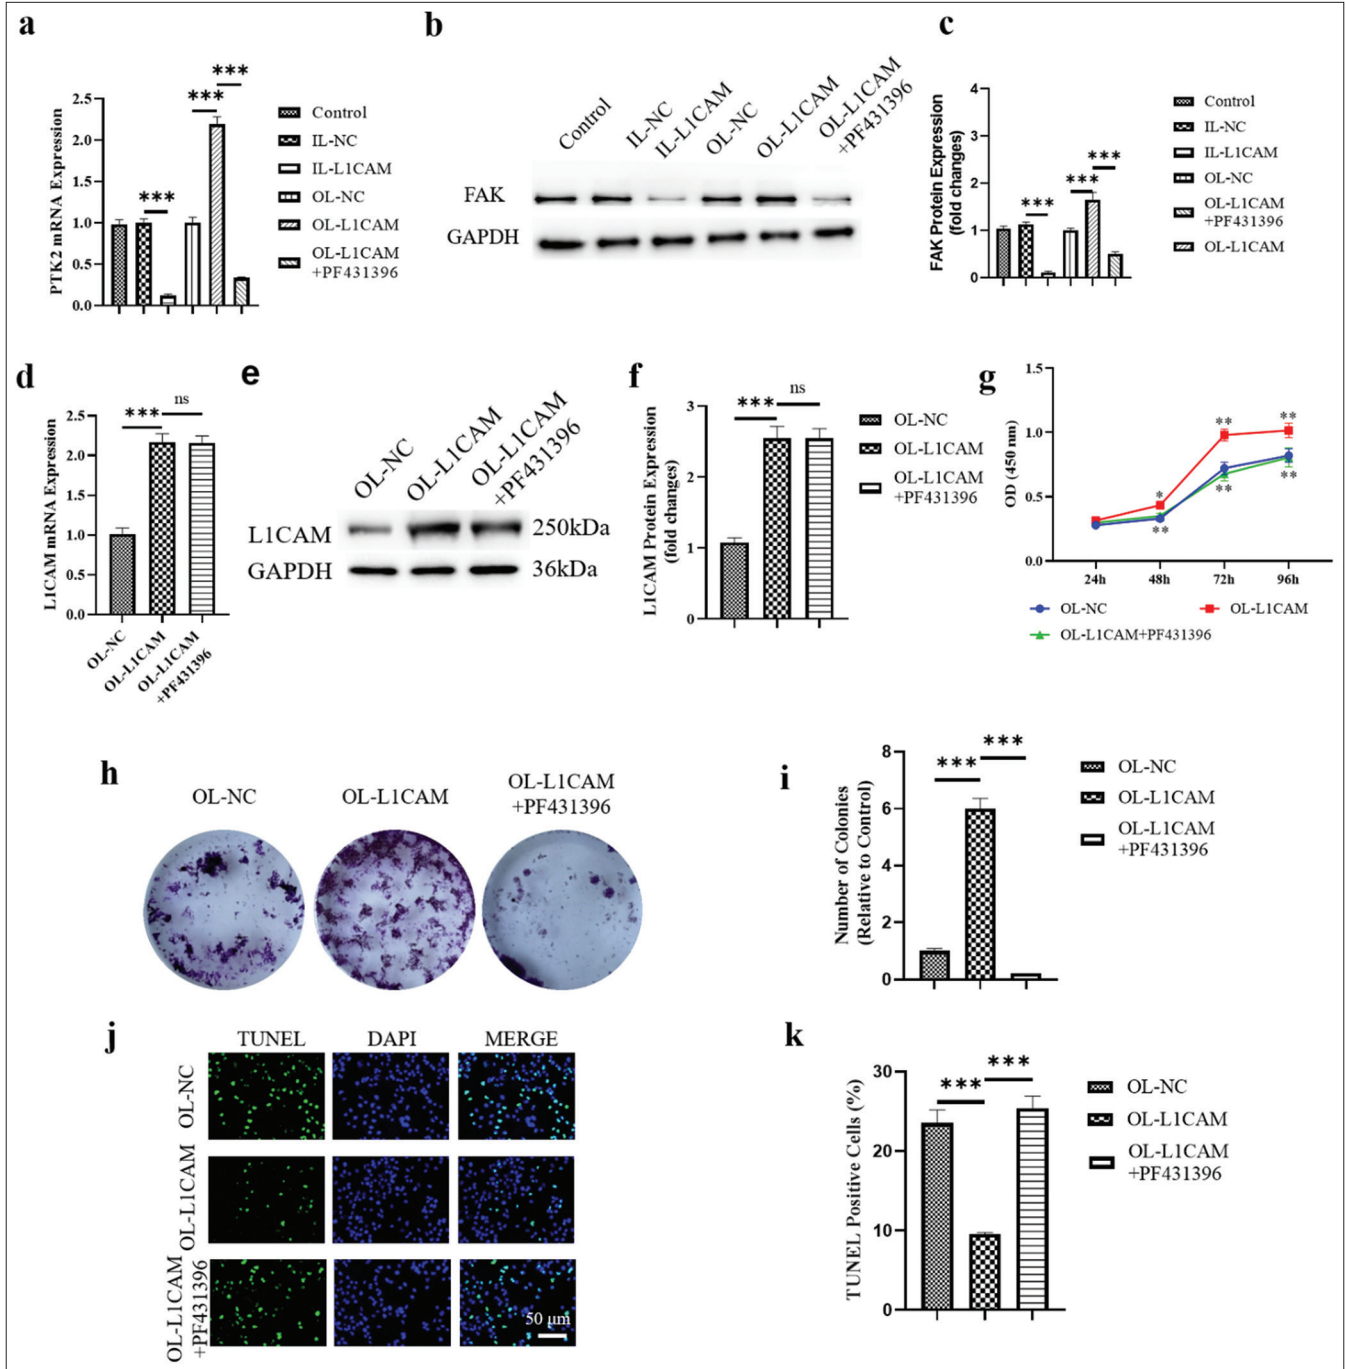 a
PTK2 mRNA Expression
2.5
2.0
1.5
1.0
0.5
0.0
***
***
***
Control
IL-NC
IL-L1CAM
OL-NC
OL-L1CAM
OL-L1CAM
+PF431396
b
Control
IL-NC
IL-L1CAM
OL-NC
OL-L1CAM
OL-L1CAM
+PF431396
FAK
GAPDH
c
FAK Protein Expression
(fold changes)
4
3
2
1
0
***
***
***
Control
IL-NC
IL-L1CAM
OL-NC
OL-L1CAM
+PF431396
OL-L1CAM
d
L1CAM mRNA Expression
2.5
2.0
1.5
1.0
0.5
0.0
***
ns
OL-NC
OL-L1CAM
OL-L1CAM
+PF431396
e
OL-NC
OL-L1CAM
OL-L1CAM
+PF431396
L1CAM
250kDa
GAPDH
36kDa
f
L1CAM Protein Expression
(fold changes)
3
2
1
0
***
ns
OL-NC
OL-L1CAM
OL-L1CAM
+PF431396
g
OD (450 nm)
1.5
1.0
0.5
0.0
*
**
**
**
**
**
24h
48h
72h
96h
OL-NC
OL-L1CAM
OL-L1CAM+PF431396
h
OL-NC
OL-L1CAM
OL-L1CAM
+PF431396
i
Number of Colonies
(Relative to Control)
8
6
4
2
0
***
***
OL-NC
OL-L1CAM
OL-L1CAM
+PF431396
j
TUNEL
DAPI
MERGE
OL-NC
OL-L1CAM
OL-L1CAM
+PF431396
50 μm
k
TUNEL Positive Cells (%)
30
20
10
0
***
***
OL-NC
OL-L1CAM
OL-L1CAM
+PF431396